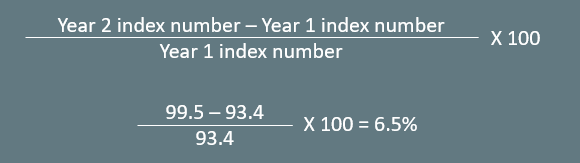 Year 2 index number – Year 1 index number
X 100
Year 1 index number
99.5 – 93.4
X 100 = 6.5%
93.4